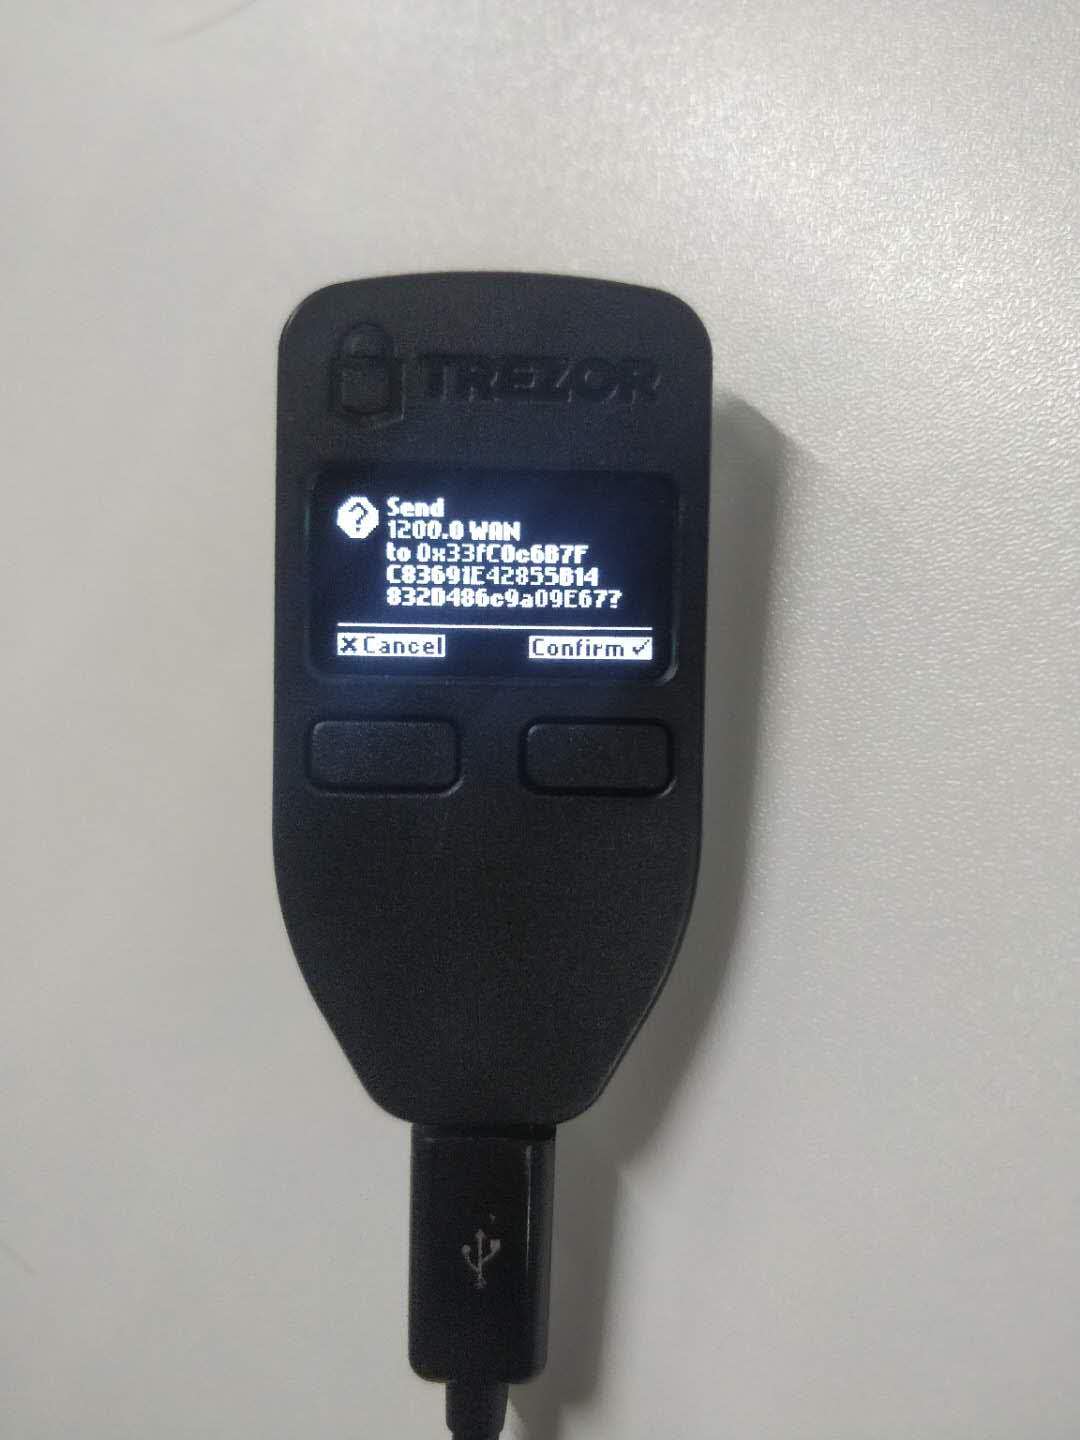 TREZOR
Send
1200.0 WAN
to 0x33fC0c6B7F
C83691E42855B14
832D486c9a09E67?
Cancel
Confirm